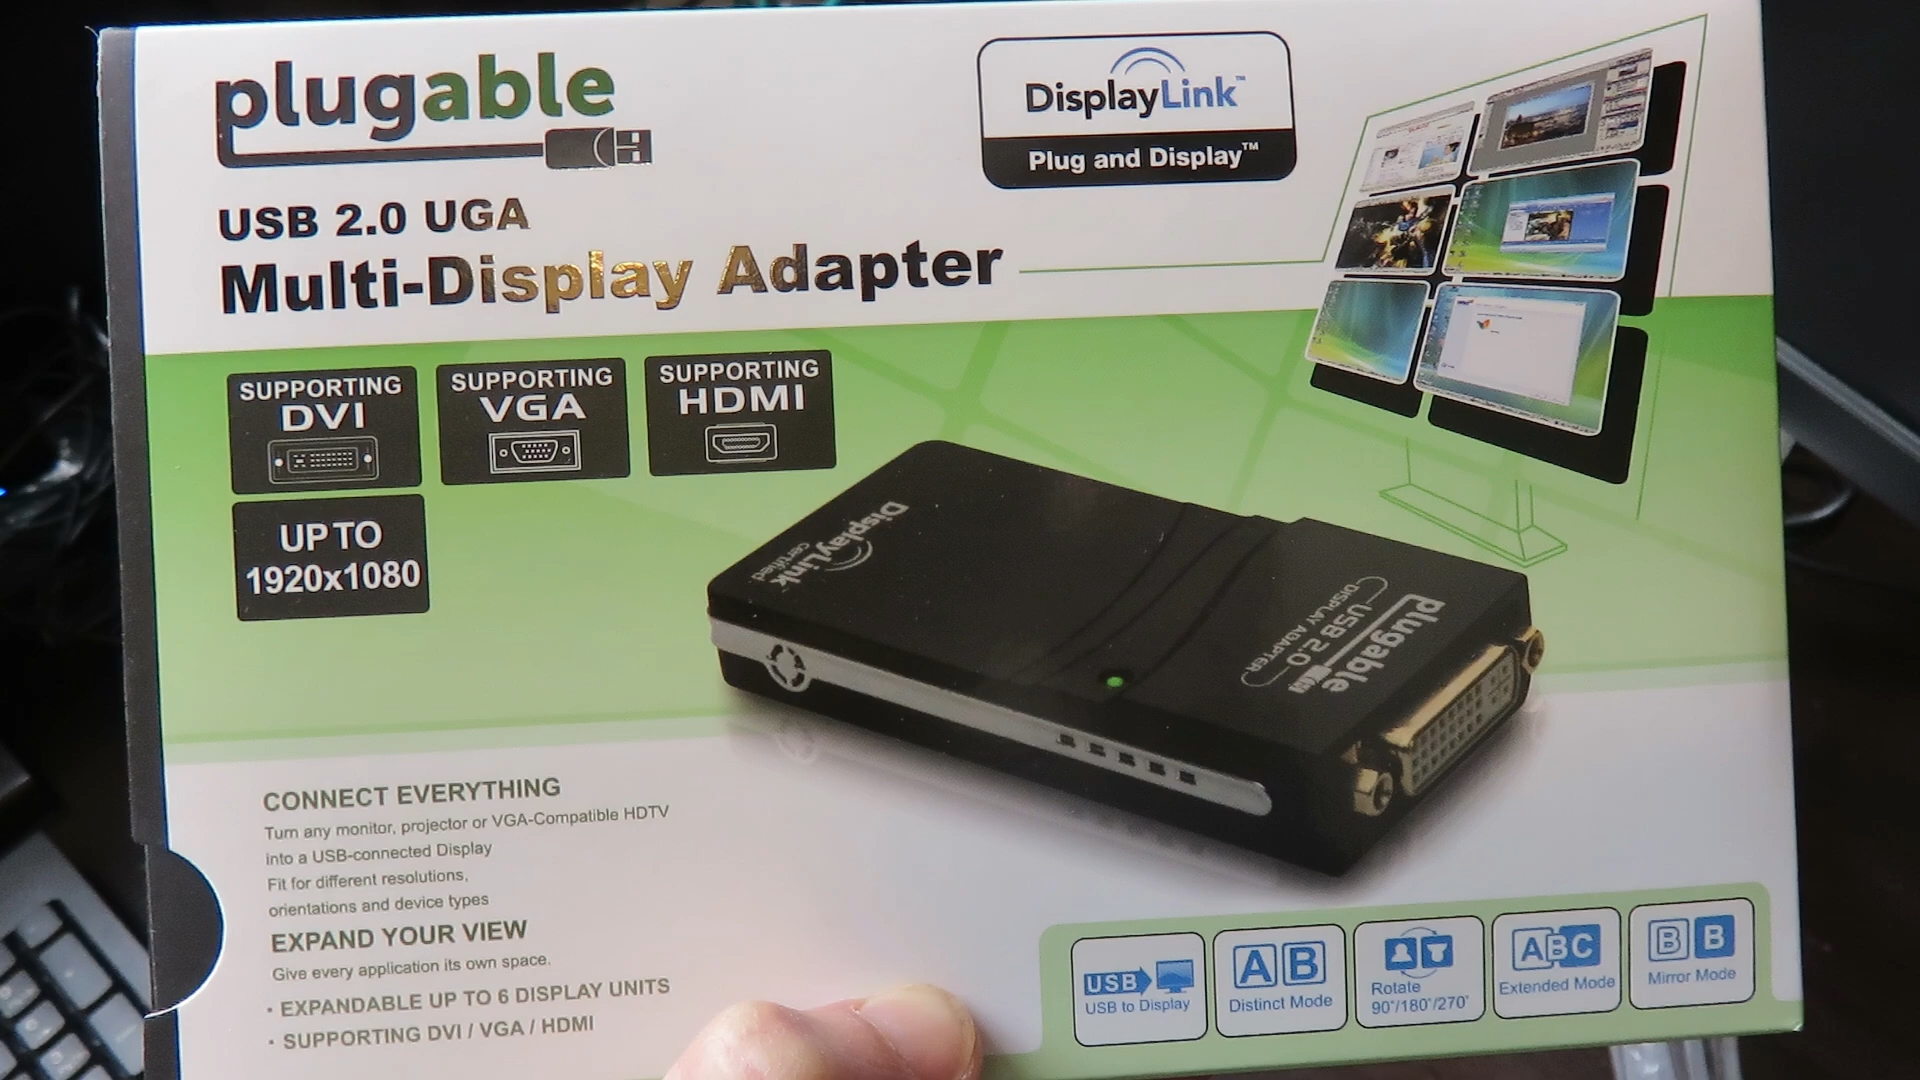 plugable
DisplayLink™
Plug and Display™
USB 2.0 UGA
Multi-Display Adapter
SUPPORTING
DVI
SUPPORTING
VGA
SUPPORTING
HDMI
UP TO
1920x1080
DisplayLink
certified
plugable
USB 2.0
DISPLAY ADAPTER
CONNECT EVERYTHING
Turn any monitor, projector or VGA-Compatible HDTV
into a USB-connected Display
Fit for different resolutions,
orientations and device types
EXPAND YOUR VIEW
Give every application its own space.
· EXPANDABLE UP TO 6 DISPLAY UNITS
· SUPPORTING DVI / VGA / HDMI
USB
USB to Display
A B
Distinct Mode
Rotate
90°/180°/270°
ABC
Extended Mode
B B
Mirror Mode